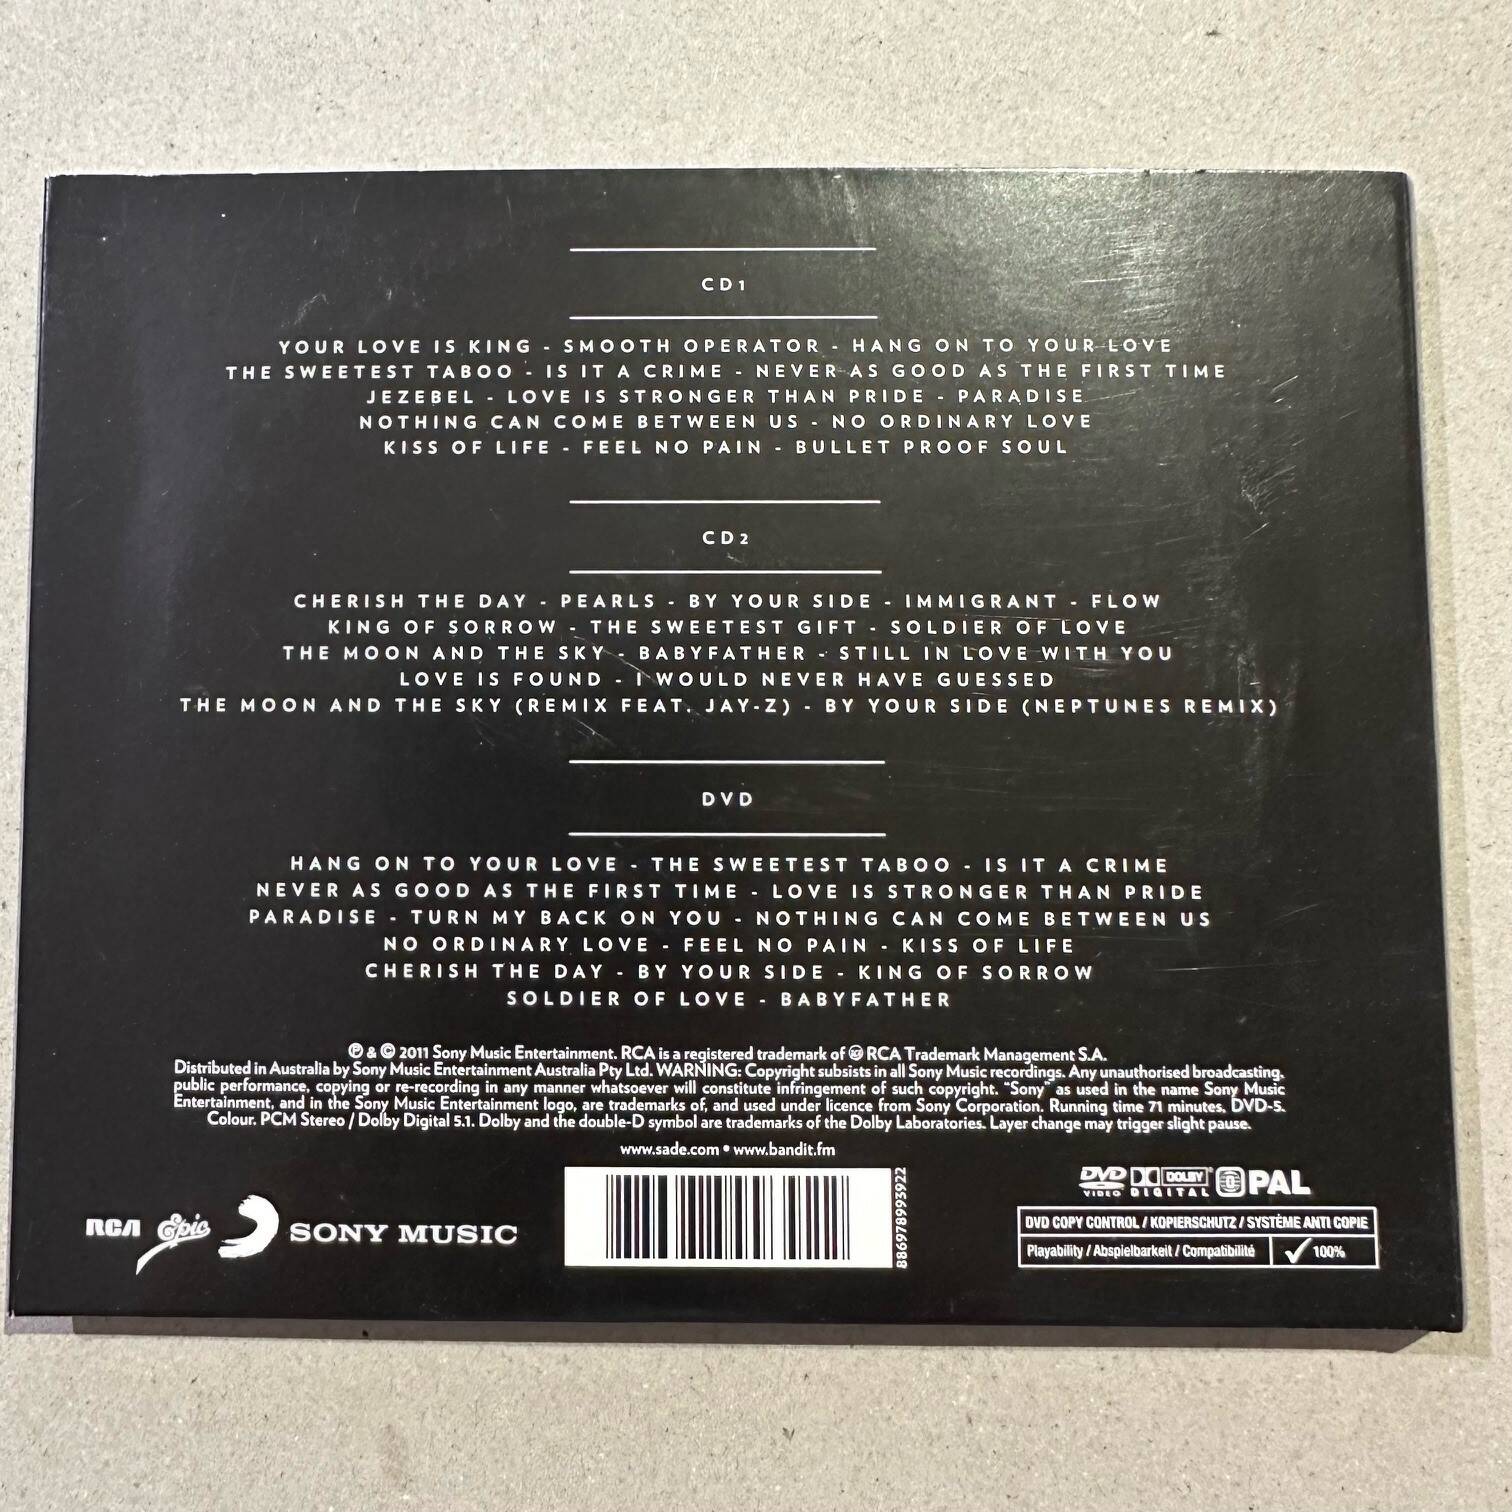 CD1
YOUR LOVE IS KING - SMOOTH OPERATOR - HANG ON TO YOUR LOVE
THE SWEETEST TABOO - IS IT A CRIME - NEVER AS GOOD AS THE FIRST TIME
JEZEBEL - LOVE IS STRONGER THAN PRIDE - PARADISE
NOTHING CAN COME BETWEEN US - NO ORDINARY LOVE
KISS OF LIFE - FEEL NO PAIN - BULLET PROOF SOUL
CD2
CHERISH THE DAY - PEARLS - BY YOUR SIDE - IMMIGRANT - FLOW
KING OF SORROW - THE SWEETEST GIFT - SOLDIER OF LOVE
THE MOON AND THE SKY - BABYFATHER - STILL IN LOVE WITH YOU
LOVE IS FOUND - I WOULD NEVER HAVE GUESSED
THE MOON AND THE SKY (REMIX FEAT. JAY-Z) - BY YOUR SIDE (NEPTUNES REMIX)
DVD
HANG ON TO YOUR LOVE - THE SWEETEST TABOO - IS IT A CRIME
NEVER AS GOOD AS THE FIRST TIME - LOVE IS STRONGER THAN PRIDE
PARADISE - TURN MY BACK ON YOU - NOTHING CAN COME BETWEEN US
NO ORDINARY LOVE - FEEL NO PAIN - KISS OF LIFE
CHERISH THE DAY - BY YOUR SIDE - KING OF SORROW
SOLDIER OF LOVE - BABYFATHER
℗ & © 2011 Sony Music Entertainment. RCA is a registered trademark of RCA Trademark Management S.A.
Distributed in Australia by Sony Music Entertainment Australia Pty Ltd. WARNING: Copyright subsists in all Sony Music recordings. Any unauthorised broadcasting,
public performance, copying or re-recording in any manner whatsoever will constitute infringement of such copyright. "Sony" as used in the name Sony Music
Entertainment, and in the Sony Music Entertainment logo, are trademarks of, and used under licence from Sony Corporation. Running time 71 minutes. DVD-5.
Colour. PCM Stereo / Dolby Digital 5.1. Dolby and the double-D symbol are trademarks of the Dolby Laboratories. Layer change may trigger slight pause.
www.sade.com • www.bandit.fm
RCA Epic SONY MUSIC
886978993922
DVD VIDEO DOLBY DIGITAL 0 PAL
DVD COPY CONTROL / KOPIERSCHUTZ / SYSTÈME ANTI COPIE
Playability / Abspielbarkeit / Compatibilité ✓ 100%